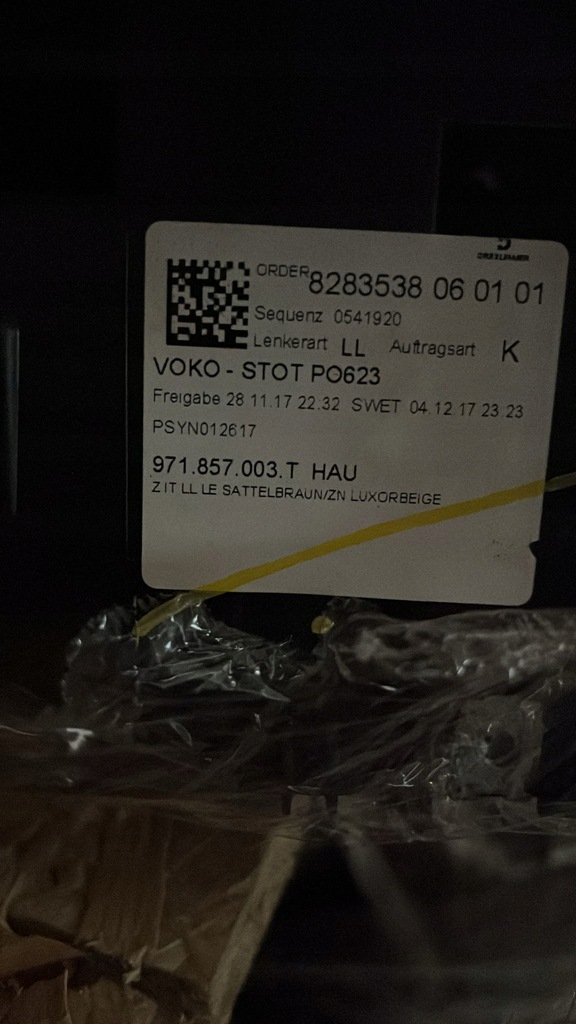 DRÄXLMAIER
ORDER 8283538 06 01 01
Sequenz 0541920
Lenkerart LL Auftragsart K
VOKO - STOT PO623
Freigabe 28.11.17 22.32 SWET 04.12.17 23.23
PSYN012617
971.857.003.T HAU
Z IT LL LE SATTELBRAUN/ZN LUXORBEIGE